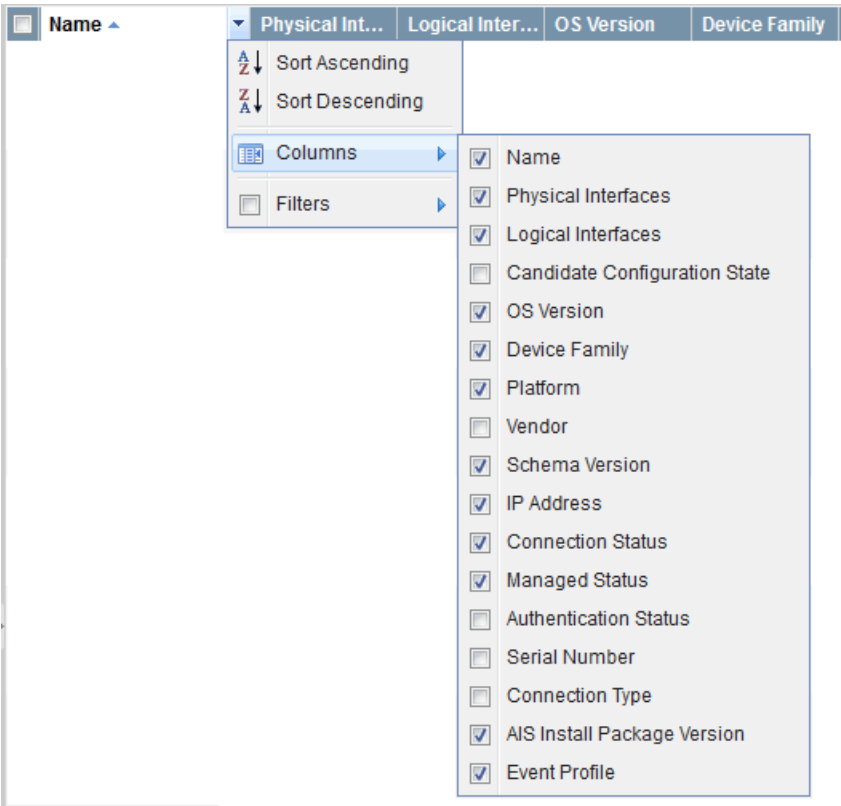 Name Physical Int... Logical Inter... OS Version Device Family
A Z Sort Ascending
Z A Sort Descending
Columns
Filters
Name
Physical Interfaces
Logical Interfaces
Candidate Configuration State
OS Version
Device Family
Platform
Vendor
Schema Version
IP Address
Connection Status
Managed Status
Authentication Status
Serial Number
Connection Type
AIS Install Package Version
Event Profile